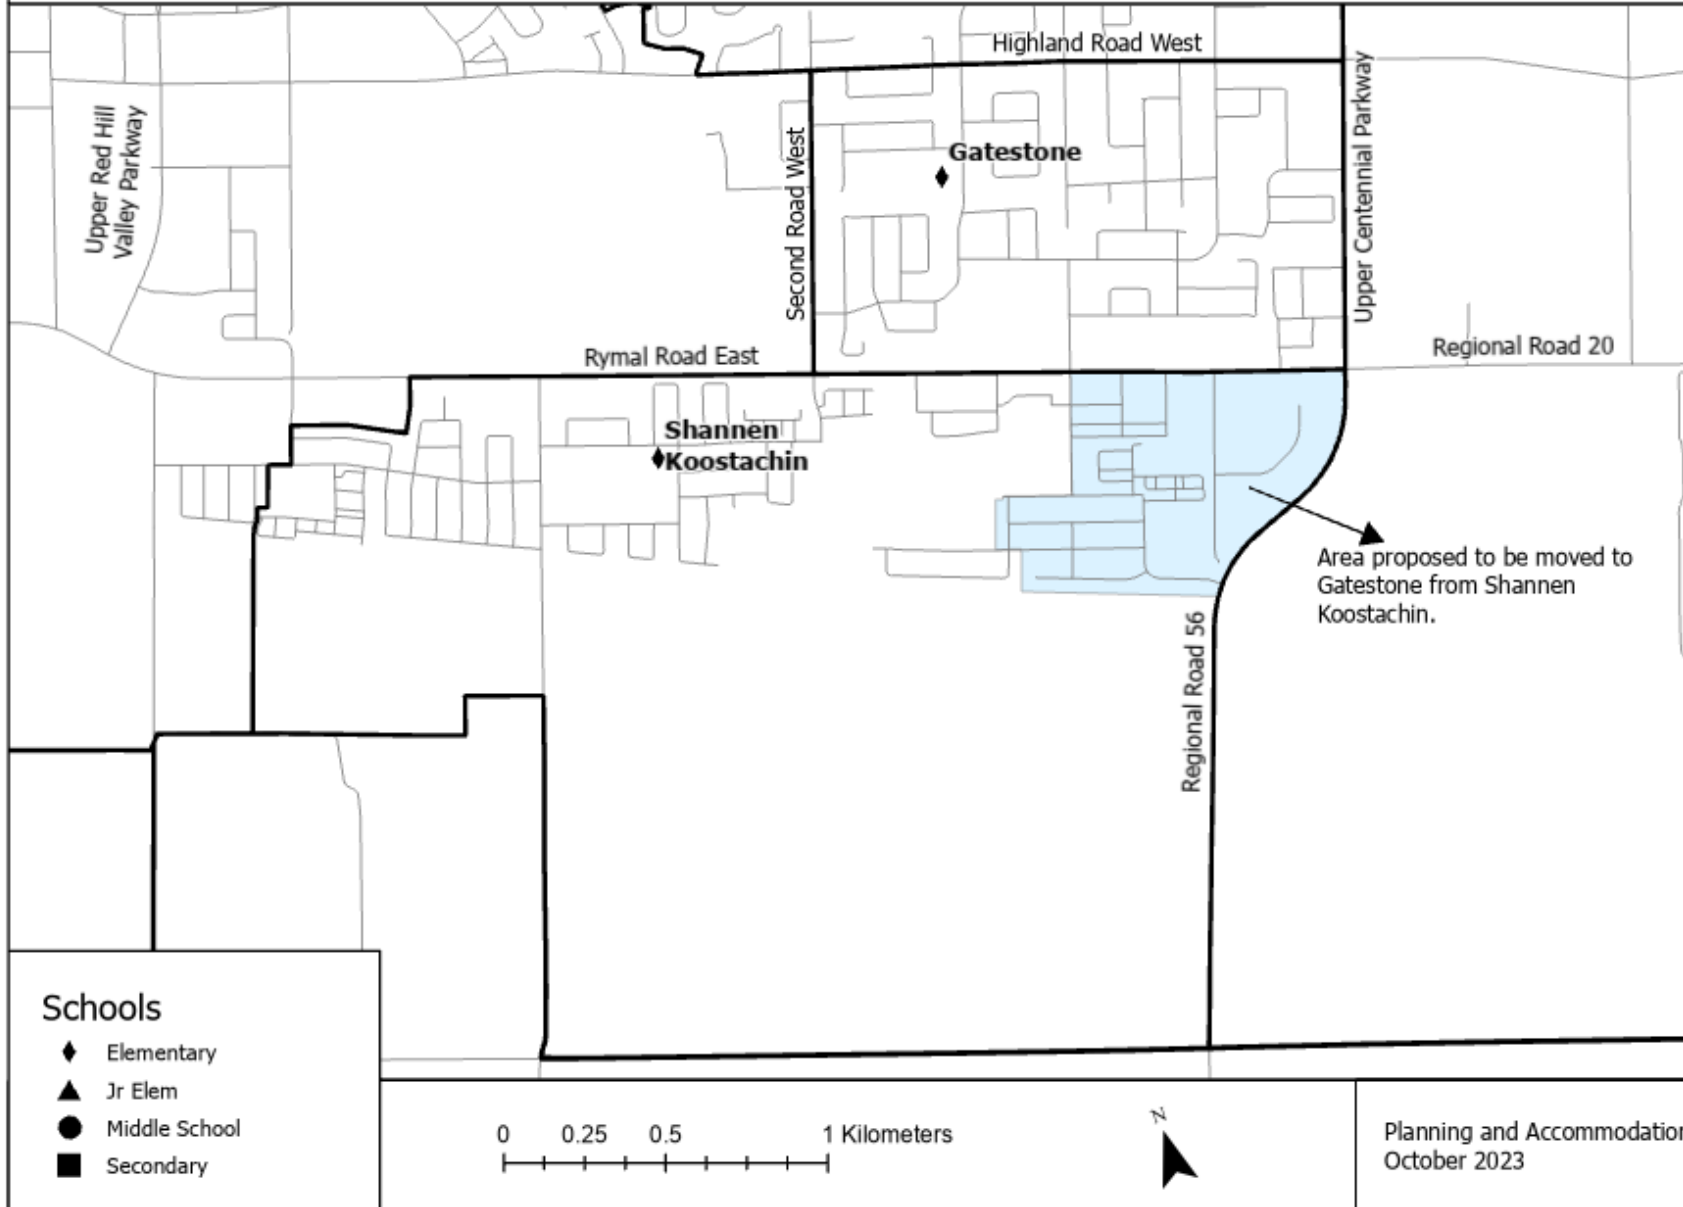 Highland Road West
Upper Red Hill
Valley Parkway
Second Road West
Gatestone
Upper Centennial Parkway
Rymal Road East
Regional Road 20
Shannen
Koostachin
Area proposed to be moved to
Gatestone from Shannen
Koostachin.
Regional Road 56
Schools
Elementary
Jr Elem
Middle School
Secondary
0 0.25 0.5 1 Kilometers
N
Planning and Accommodation
October 2023